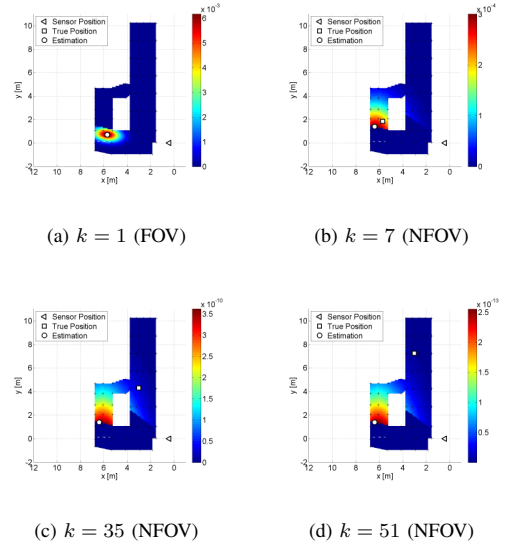 x 10⁻³
Sensor Position
True Position
Estimation
y [m]
10
8
6
4
2
0
-2
12 10 8 6 4 2 0
x [m]
6
5
4
3
2
1
0
(a) k = 1 (FOV)
x 10⁻⁴
Sensor Position
True Position
Estimation
y [m]
10
8
6
4
2
0
-2
12 10 8 6 4 2 0
x [m]
3
2
1
0
(b) k = 7 (NFOV)
x 10⁻¹⁰
Sensor Position
True Position
Estimation
y [m]
10
8
6
4
2
0
-2
12 10 8 6 4 2 0
x [m]
3.5
3
2.5
2
1.5
1
0.5
0
(c) k = 35 (NFOV)
x 10⁻¹³
Sensor Position
True Position
Estimation
y [m]
10
8
6
4
2
0
-2
12 10 8 6 4 2 0
x [m]
2.5
2
1.5
1
0.5
(d) k = 51 (NFOV)